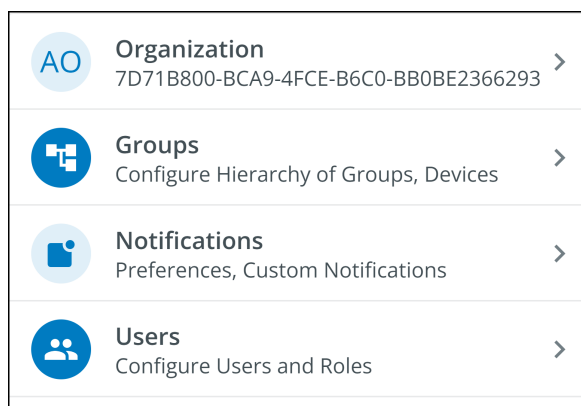 AO
Organization
7D71B800-BCA9-4FCE-B6C0-BB0BE2366293
Groups
Configure Hierarchy of Groups, Devices
Notifications
Preferences, Custom Notifications
Users
Configure Users and Roles